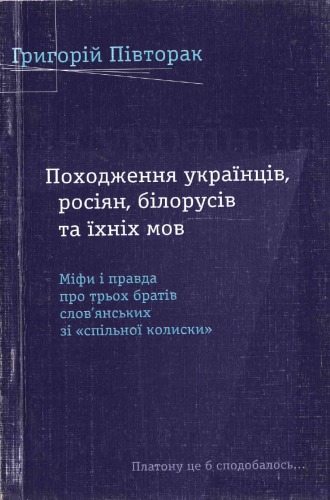 Григорій Півторак
Походження українців,
росіян, білорусів
та їхніх мов
Міфи і правда
про трьох братів
слов'янських
зі «спільної колиски»
Платону це б сподобалось...